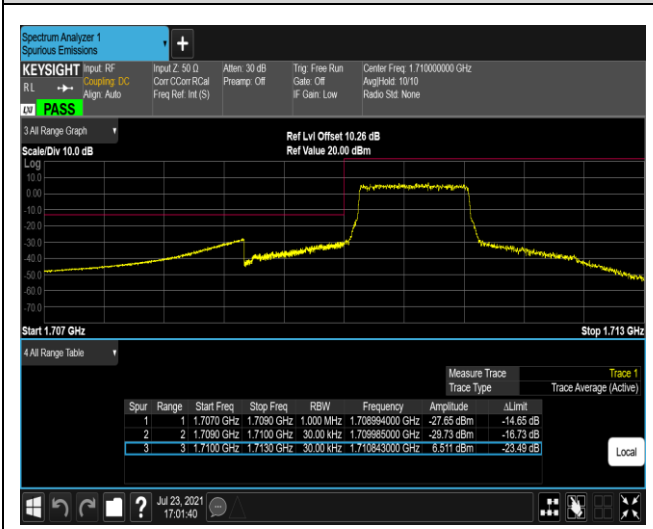 Spectrum Analyzer 1
Spurious Emissions
+
KEYSIGHT Input: RF Input Z: 50 Ω Atten: 30 dB Trig: Free Run Center Freq: 1.710000000 GHz
RL Coupling: DC Corr CCorr RCal Preamp: Off Gate: Off Avg|Hold: 10/10
Align: Auto Freq Ref: Int (S) IF Gain: Low Radio Std: None
LXI PASS
3 All Range Graph
Ref Lvl Offset 10.26 dB
Scale/Div 10.0 dB Ref Value 20.00 dBm
Log
10.0
0.00
-10.0
-20.0
-30.0
-40.0
-50.0
-60.0
-70.0
Start 1.707 GHz Stop 1.713 GHz
4 All Range Table
Measure Trace Trace 1
Trace Type Trace Average (Active)
Spur Range Start Freq Stop Freq RBW Frequency Amplitude ΔLimit
1 1 1.7070 GHz 1.7090 GHz 1.000 MHz 1.708994000 GHz -27.65 dBm -14.65 dB
2 2 1.7090 GHz 1.7100 GHz 30.00 kHz 1.709985000 GHz -29.73 dBm -16.73 dB
3 3 1.7100 GHz 1.7130 GHz 30.00 kHz 1.710843000 GHz 6.511 dBm -23.49 dB
Local
? Jul 23, 2021
17:01:40